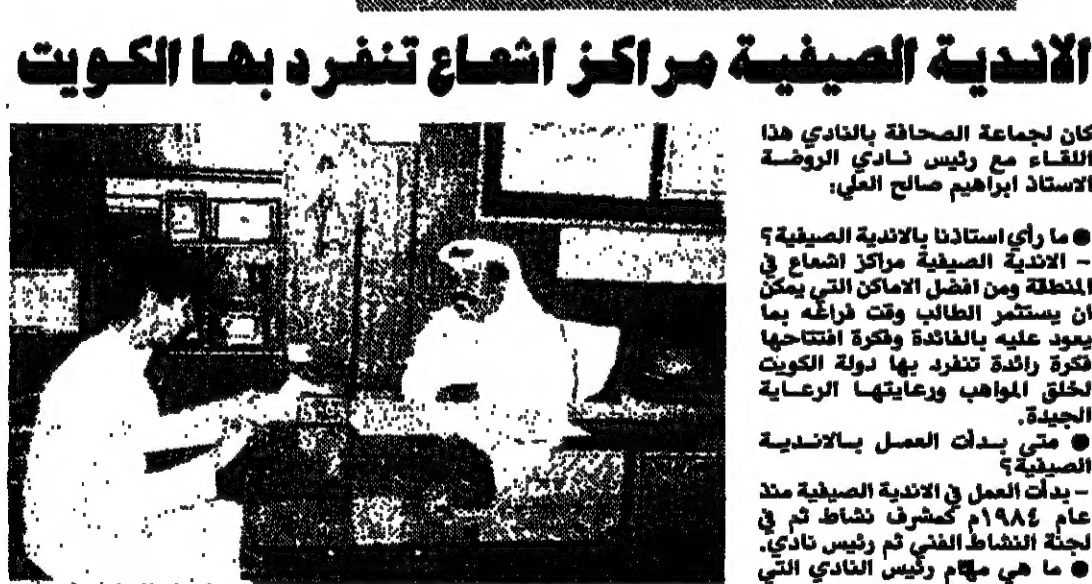 الاندية الصيفية مراكز اشعاع تنفرد بها الكويت
كان لجماعة الصحافة بالنادي هذا
اللقاء مع رئيس نادي الروضة
الاستاذ ابراهيم صالح العلي:
● ما رأي استاذنا بالاندية الصيفية؟
- الاندية الصيفية مراكز اشعاع في
المنطقة ومن افضل الاماكن التي يمكن
ان يستثمر الطالب وقت فراغه بما
يعود عليه بالفائدة وفكرة افتتاحها
فكرة رائدة تنفرد بها دولة الكويت
لخلق المواهب ورعايتها الرعاية
الجيدة.
● متى بدأت العمل بالاندية
الصيفية؟
- بدأت العمل في الاندية الصيفية منذ
عام ١٩٨٤م كمشرف نشاط ثم في
لجنة النشاط الفني ثم رئيس نادي.
● ما هي مهام رئيس النادي التي